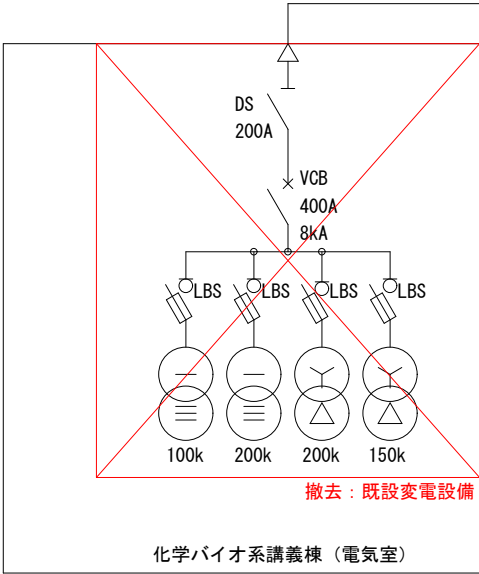 DS
200A
VCB
400A
8kA
LBS LBS LBS LBS
100k 200k 200k 150k
撤去：既設変電設備
化学バイオ系講義棟（電気室）